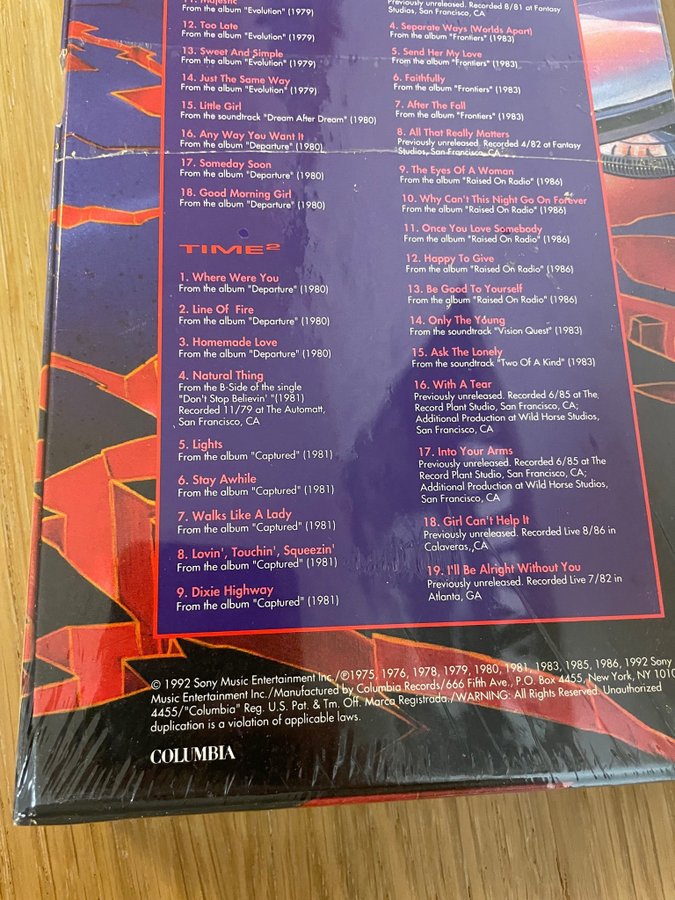 11. Majestic
From the album "Evolution" (1979)
12. Too Late
From the album "Evolution" (1979)
13. Sweet And Simple
From the album "Evolution" (1979)
14. Just The Same Way
From the album "Evolution" (1979)
15. Little Girl
From the soundtrack "Dream After Dream" (1980)
16. Any Way You Want It
From the album "Departure" (1980)
17. Someday Soon
From the album "Departure" (1980)
18. Good Morning Girl
From the album "Departure" (1980)
TIME2
1. Where Were You
From the album "Departure" (1980)
2. Line Of Fire
From the album "Departure" (1980)
3. Homemade Love
From the album "Departure" (1980)
4. Natural Thing
From the B-Side of the single
"Don't Stop Believin' "(1981)
Recorded 11/79 at The Automatt,
San Francisco, CA
5. Lights
From the album "Captured" (1981)
6. Stay Awhile
From the album "Captured" (1981)
7. Walks Like A Lady
From the album "Captured" (1981)
8. Lovin', Touchin', Squeezin'
From the album "Captured" (1981)
9. Dixie Highway
From the album "Captured" (1981)
Previously unreleased. Recorded 8/81 at Fantasy
Studios, San Francisco, CA
4. Separate Ways (Worlds Apart)
From the album "Frontiers" (1983)
5. Send Her My Love
From the album "Frontiers" (1983)
6. Faithfully
From the album "Frontiers" (1983)
7. After The Fall
From the album "Frontiers" (1983)
8. All That Really Matters
Previously unreleased. Recorded 4/82 at Fantasy
Studios, San Francisco, CA
9. The Eyes Of A Woman
From the album "Raised On Radio" (1986)
10. Why Can't This Night Go On Forever
From the album "Raised On Radio" (1986)
11. Once You Love Somebody
From the album "Raised On Radio" (1986)
12. Happy To Give
From the album "Raised On Radio" (1986)
13. Be Good To Yourself
From the album "Raised On Radio" (1986)
14. Only The Young
From the soundtrack "Vision Quest" (1983)
15. Ask The Lonely
From the soundtrack "Two Of A Kind" (1983)
16. With A Tear
Previously unreleased. Recorded 6/85 at The
Record Plant Studio, San Francisco, CA;
Additional Production at Wild Horse Studios,
San Francisco, CA
17. Into Your Arms
Previously unreleased. Recorded 6/85 at The
Record Plant Studio, San Francisco, CA;
Additional Production at Wild Horse Studios,
San Francisco, CA
18. Girl Can't Help It
Previously unreleased. Recorded Live 8/86 in
Calaveras, CA
19. I'll Be Alright Without You
Previously unreleased. Recorded Live 7/82 in
Atlanta, GA
© 1992 Sony Music Entertainment Inc./℗1975, 1976, 1978, 1979, 1980, 1981, 1983, 1985, 1986, 1992 Sony
Music Entertainment Inc./Manufactured by Columbia Records/666 Fifth Ave., P.O. Box 4455, New York, NY 1010
4455/"Columbia" Reg. U.S. Pat. & Tm. Off. Marca Registrada./WARNING: All Rights Reserved. Unauthorized
duplication is a violation of applicable laws.
COLUMBIA